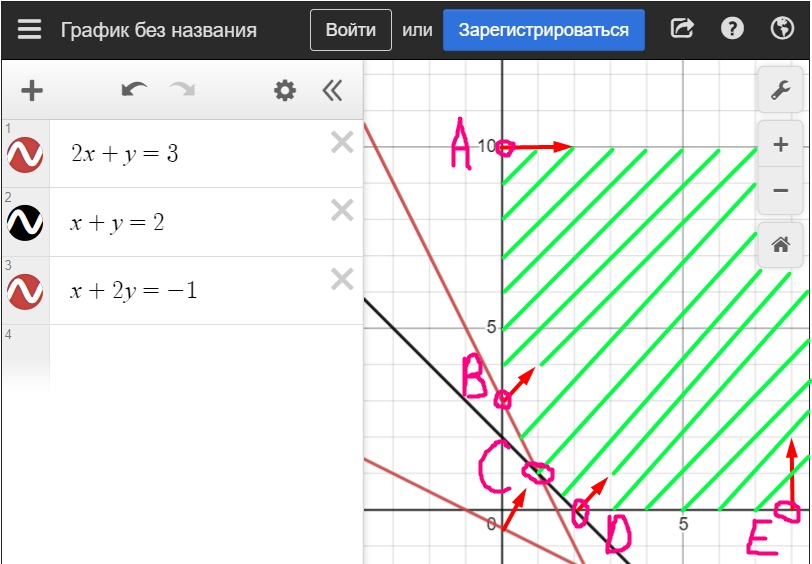 График без названия
Войти или Зарегистрироваться
1
2x + y = 3
2
x + y = 2
3
x + 2y = −1
4
A
10
5
B
C
0
D
5
E